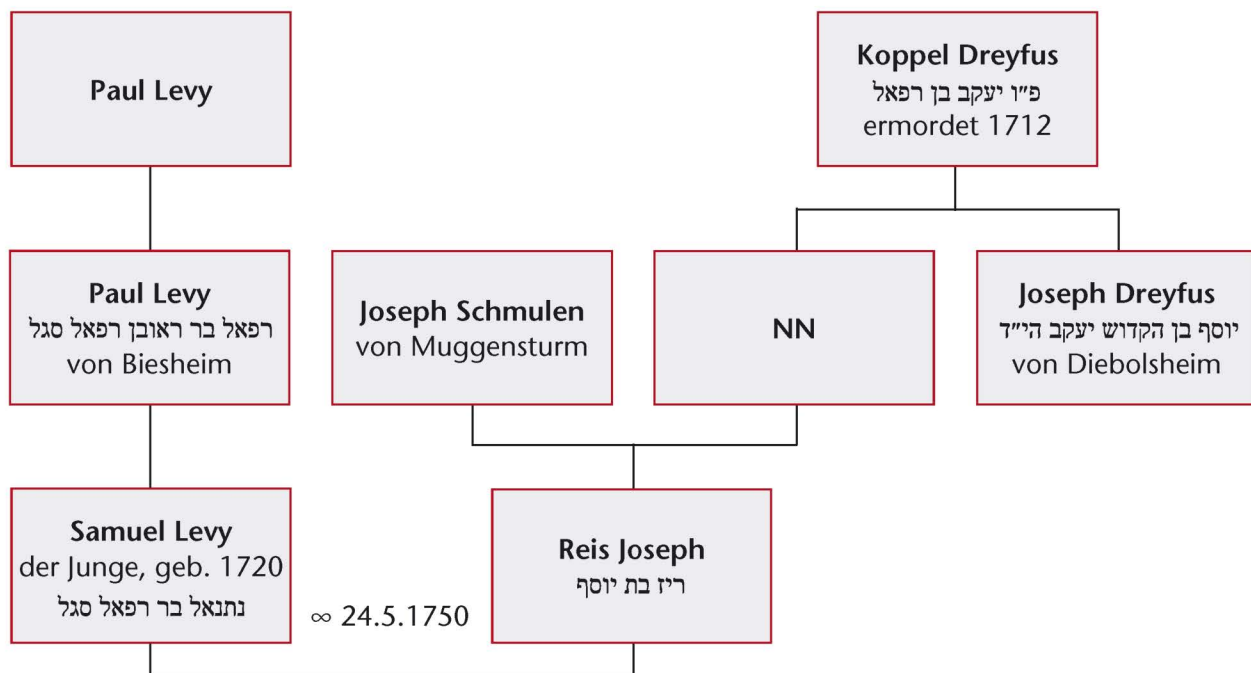 Paul Levy
Koppel Dreyfus
פ״ו יעקב בן רפאל
ermordet 1712
Paul Levy
רפאל בר ראובן רפאל סגל
von Biesheim
Joseph Schmulen
von Muggensturm
NN
Joseph Dreyfus
יוסף בן הקדוש יעקב הי״ד
von Diebolsheim
Samuel Levy
der Junge, geb. 1720
נתנאל בר רפאל סגל
∞ 24.5.1750
Reis Joseph
ריז בת יוסף